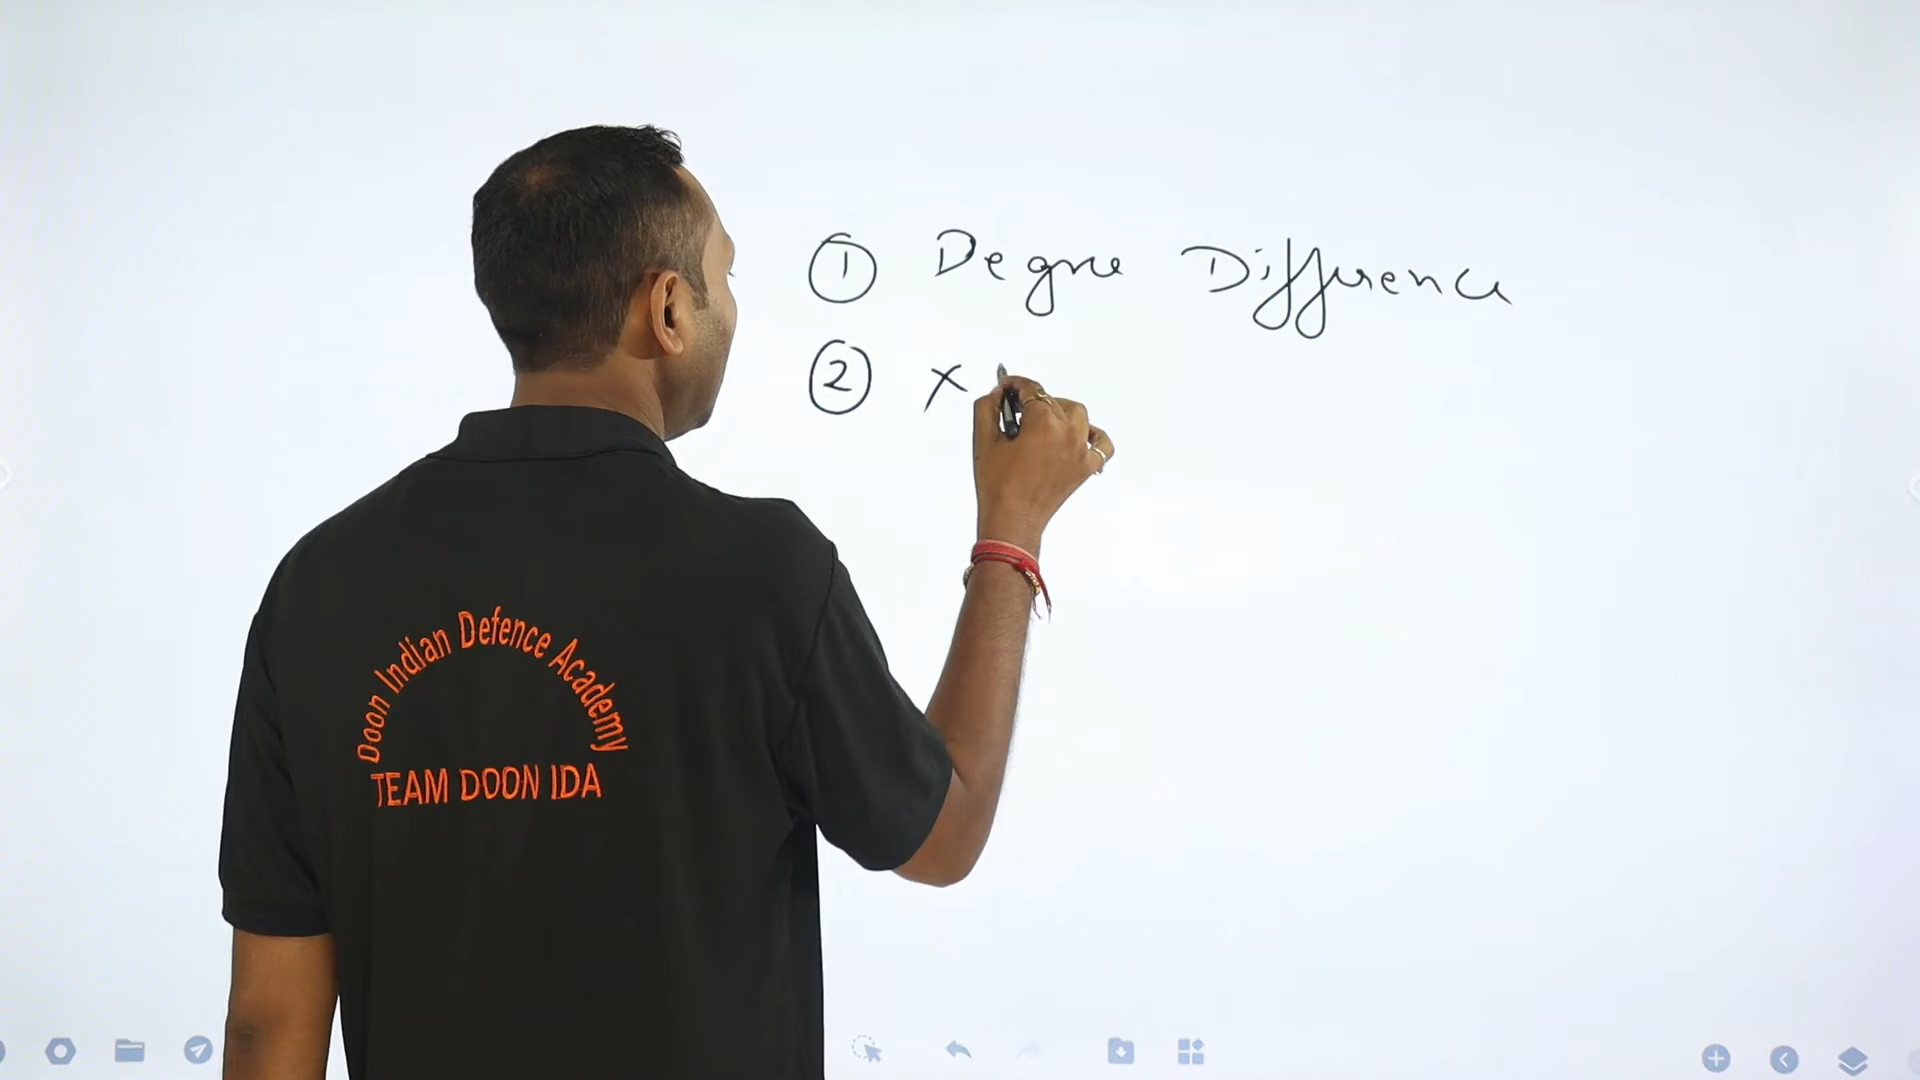 ① Degree Difference
② X
Doon Indian Defence Academy
TEAM DOON IDA